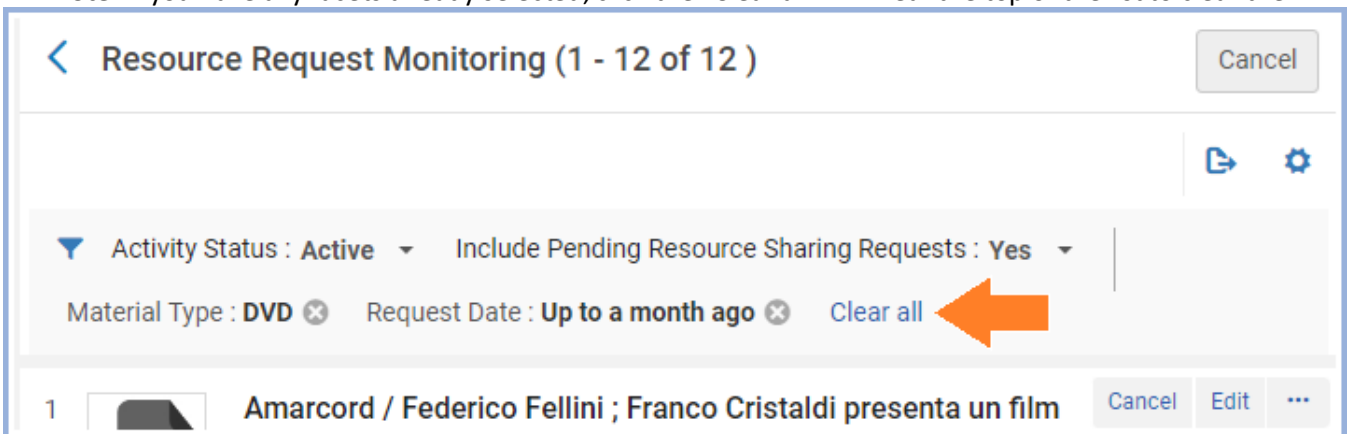 Resource Request Monitoring (1 - 12 of 12 )
Cancel
Activity Status : Active
Include Pending Resource Sharing Requests : Yes
Material Type : DVD
Request Date : Up to a month ago
Clear all
1
Amarcord / Federico Fellini ; Franco Cristaldi presenta un film
Cancel
Edit